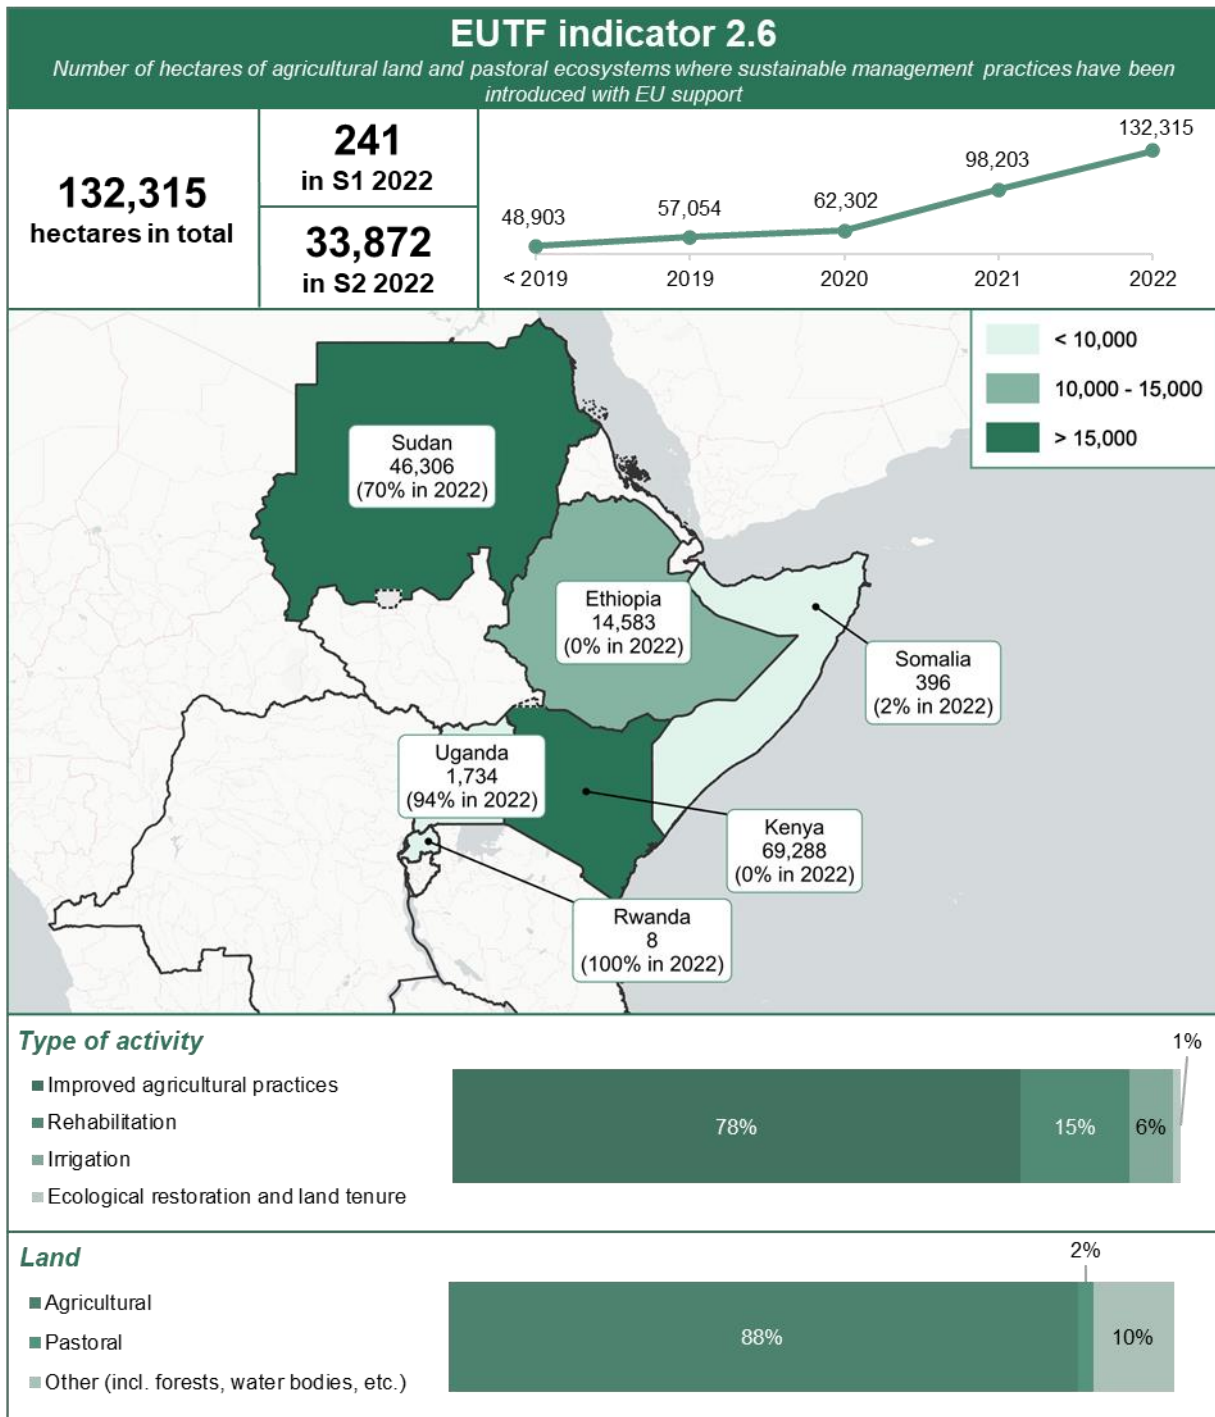 EUTF indicator 2.6
Number of hectares of agricultural land and pastoral ecosystems where sustainable management practices have been
introduced with EU support
132,315
hectares in total
241
in S1 2022
33,872
in S2 2022
48,903
57,054
62,302
98,203
132,315
< 2019
2019
2020
2021
2022
< 10,000
10,000 - 15,000
> 15,000
Sudan
46,306
(70% in 2022)
Ethiopia
14,583
(0% in 2022)
Somalia
396
(2% in 2022)
Uganda
1,734
(94% in 2022)
Kenya
69,288
(0% in 2022)
Rwanda
8
(100% in 2022)
Type of activity
Improved agricultural practices
Rehabilitation
Irrigation
Ecological restoration and land tenure
78%
15%
6%
1%
Land
Agricultural
Pastoral
Other (incl. forests, water bodies, etc.)
88%
2%
10%